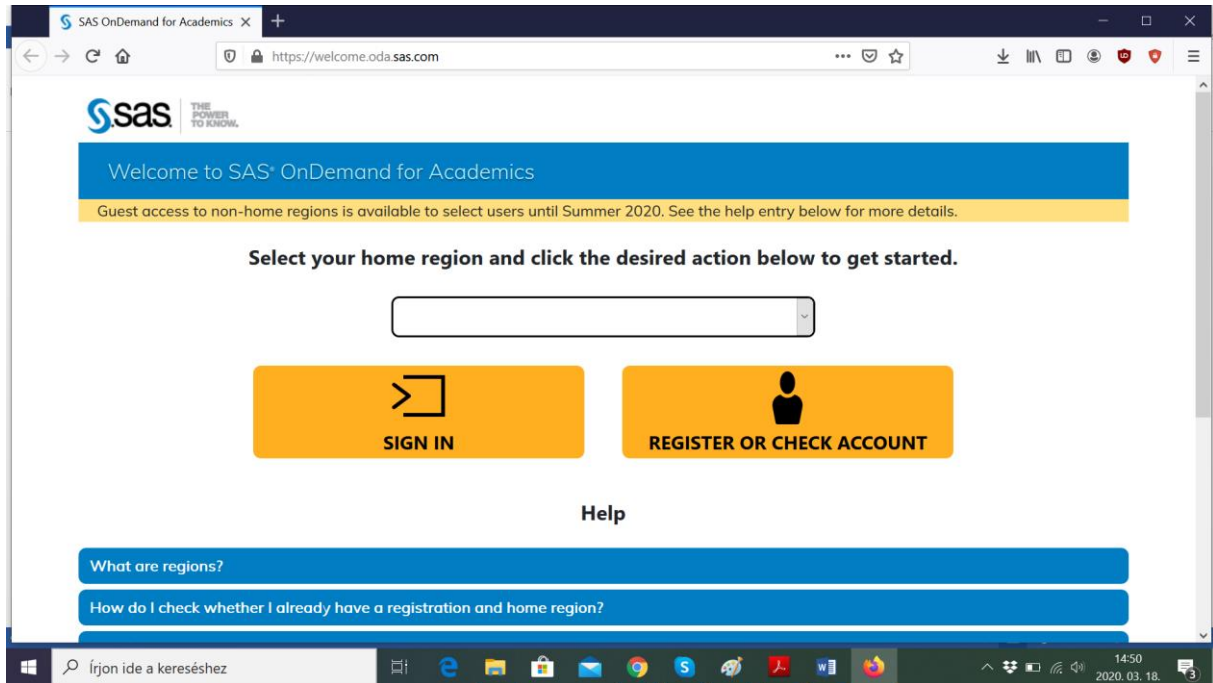 SAS OnDemand for Academics
https://welcome.oda.sas.com
sas
THE
POWER
TO KNOW.
Welcome to SAS® OnDemand for Academics
Guest access to non-home regions is available to select users until Summer 2020. See the help entry below for more details.
Select your home region and click the desired action below to get started.
SIGN IN
REGISTER OR CHECK ACCOUNT
Help
What are regions?
How do I check whether I already have a registration and home region?
Írjon ide a kereséshez
14:50
2020. 03. 18.
3